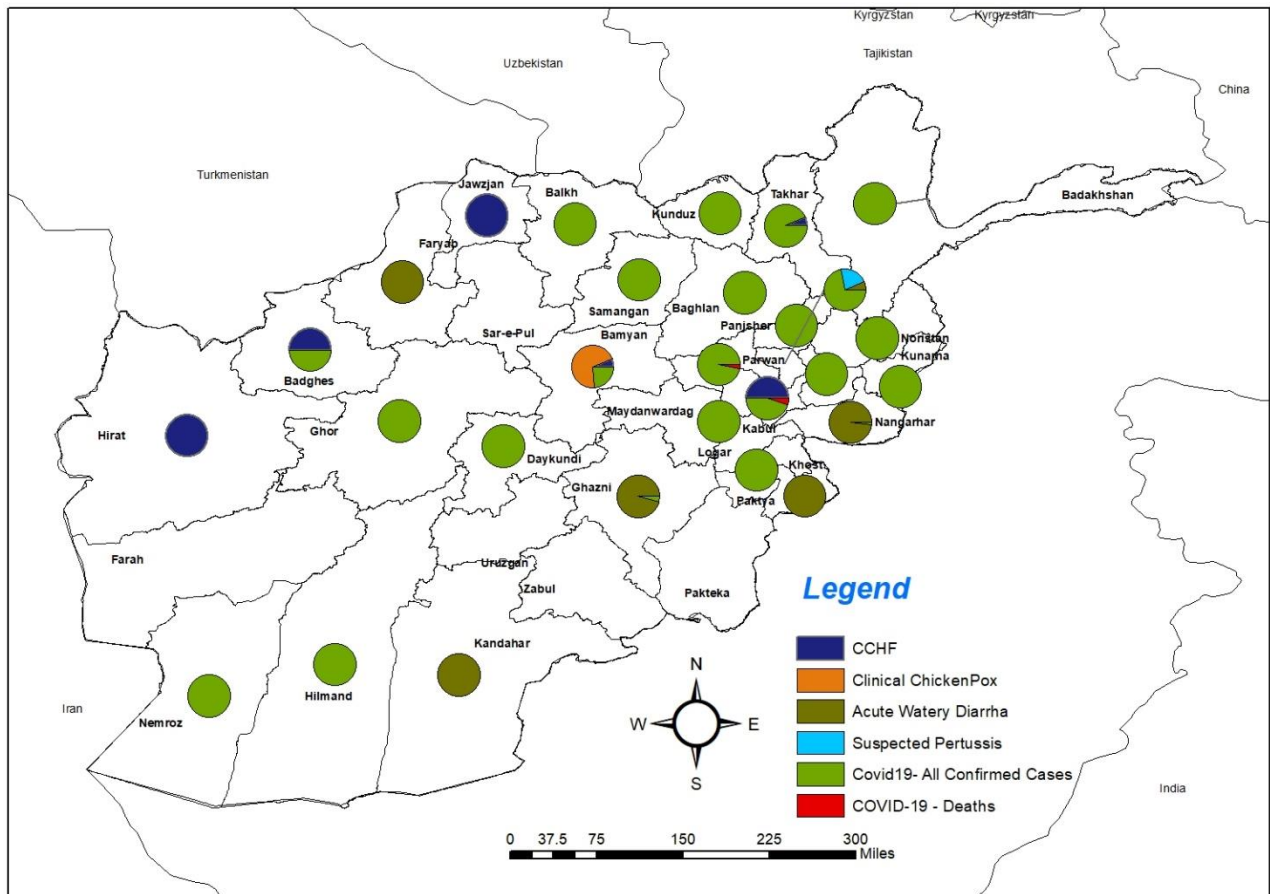 Kyrgyzstan
Kyrgyzstan
Tajikistan
Uzbekistan
China
Turkmenistan
Jawzjan
Balkh
Kunduz
Takhar
Badakhshan
Faryap
Samangan
Baghlan
Panjsher
Sar-e-Pul
Bamyan
Nonstan
Kunarha
Parwan
Badghes
Maydanwardag
Kabul
Nangarhar
Hirat
Ghor
Daykundi
Logar
Khost
Ghazni
Paktya
Farah
Uruzgan
Zabul
Pakteka
Kandahar
Hilmand
Nemroz
Iran
India
Legend
CCHF
Clinical ChickenPox
Acute Watery Diarrha
Suspected Pertussis
Covid19- All Confirmed Cases
COVID-19 - Deaths
N
W E
S
0 37.5 75 150 225 300
Miles